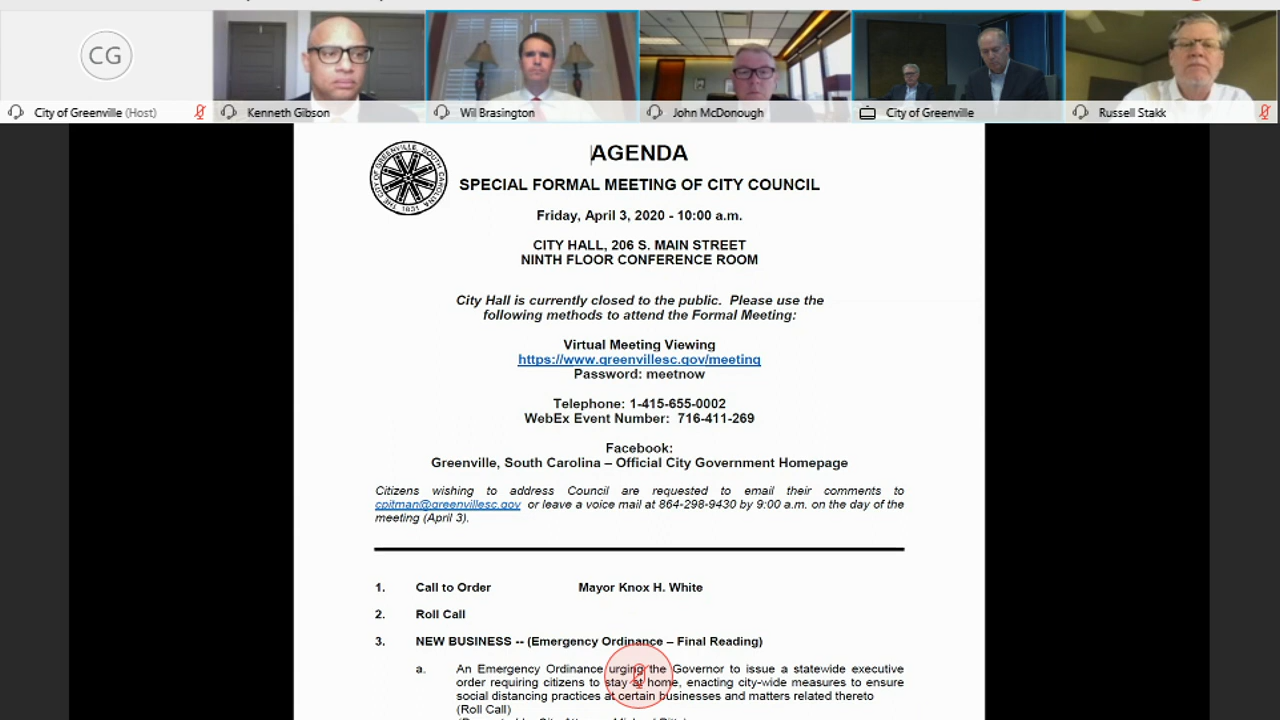 CG
City of Greenville (Host)
Kenneth Gibson
Wil Brasington
John McDonough
City of Greenville
Russell Stakk
THE CITY OF GREENVILLE, SOUTH CAROLINA
1831
AGENDA
SPECIAL FORMAL MEETING OF CITY COUNCIL
Friday, April 3, 2020 - 10:00 a.m.
CITY HALL, 206 S. MAIN STREET
NINTH FLOOR CONFERENCE ROOM
City Hall is currently closed to the public. Please use the
following methods to attend the Formal Meeting:
Virtual Meeting Viewing
https://www.greenvillesc.gov/meeting
Password: meetnow
Telephone: 1-415-655-0002
WebEx Event Number: 716-411-269
Facebook:
Greenville, South Carolina – Official City Government Homepage
Citizens wishing to address Council are requested to email their comments to
cpitman@greenvillesc.gov or leave a voice mail at 864-298-9430 by 9:00 a.m. on the day of the
meeting (April 3).
1. Call to Order Mayor Knox H. White
2. Roll Call
3. NEW BUSINESS -- (Emergency Ordinance – Final Reading)
a. An Emergency Ordinance urging the Governor to issue a statewide executive
order requiring citizens to stay at home, enacting city-wide measures to ensure
social distancing practices at certain businesses and matters related thereto
(Roll Call)